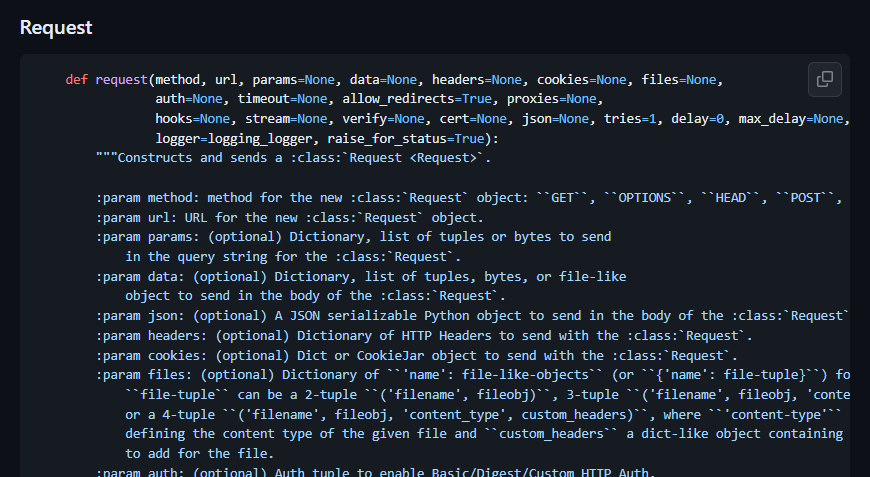 Request
def request(method, url, params=None, data=None, headers=None, cookies=None, files=None,
auth=None, timeout=None, allow_redirects=True, proxies=None,
hooks=None, stream=None, verify=None, cert=None, json=None, tries=1, delay=0, max_delay=None,
logger=logging_logger, raise_for_status=True):
"""Constructs and sends a :class:`Request <Request>`.
:param method: method for the new :class:`Request` object: ``GET``, ``OPTIONS``, ``HEAD``, ``POST``,
:param url: URL for the new :class:`Request` object.
:param params: (optional) Dictionary, list of tuples or bytes to send
in the query string for the :class:`Request`.
:param data: (optional) Dictionary, list of tuples, bytes, or file-like
object to send in the body of the :class:`Request`.
:param json: (optional) A JSON serializable Python object to send in the body of the :class:`Request`
:param headers: (optional) Dictionary of HTTP Headers to send with the :class:`Request`.
:param cookies: (optional) Dict or CookieJar object to send with the :class:`Request`.
:param files: (optional) Dictionary of ``'name': file-like-objects`` (or ``{'name': file-tuple}``) fo
``file-tuple`` can be a 2-tuple ``('filename', fileobj)``, 3-tuple ``('filename', fileobj, 'conte
or a 4-tuple ``('filename', fileobj, 'content_type', custom_headers)``, where ``'content-type'``
defining the content type of the given file and ``custom_headers`` a dict-like object containing
to add for the file.
:param auth: (optional) Auth tuple to enable Basic/Digest/Custom HTTP Auth.